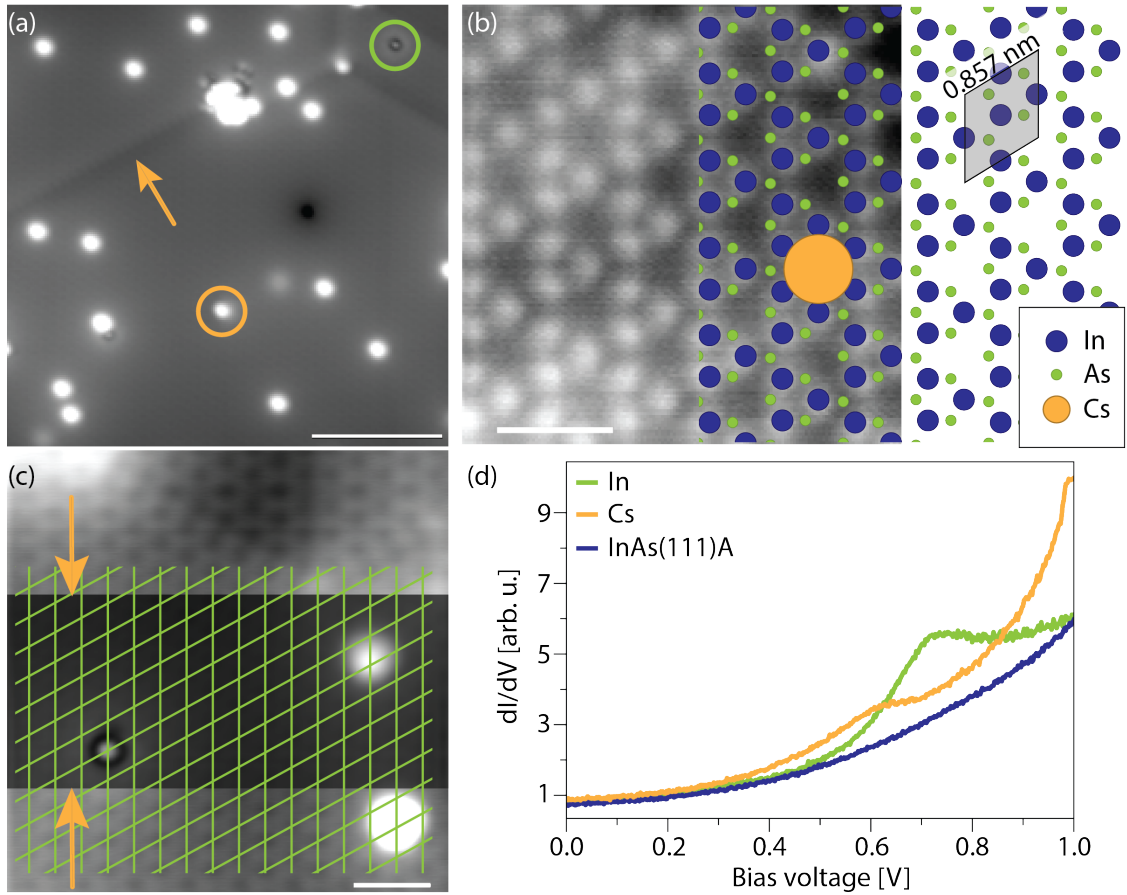 (a)
(b)
0.857 nm
In
As
Cs
(c)
(d)
In
Cs
InAs(111)A
9
7
5
3
1
dI/dV [arb. u.]
0.0 0.2 0.4 0.6 0.8 1.0
Bias voltage [V]